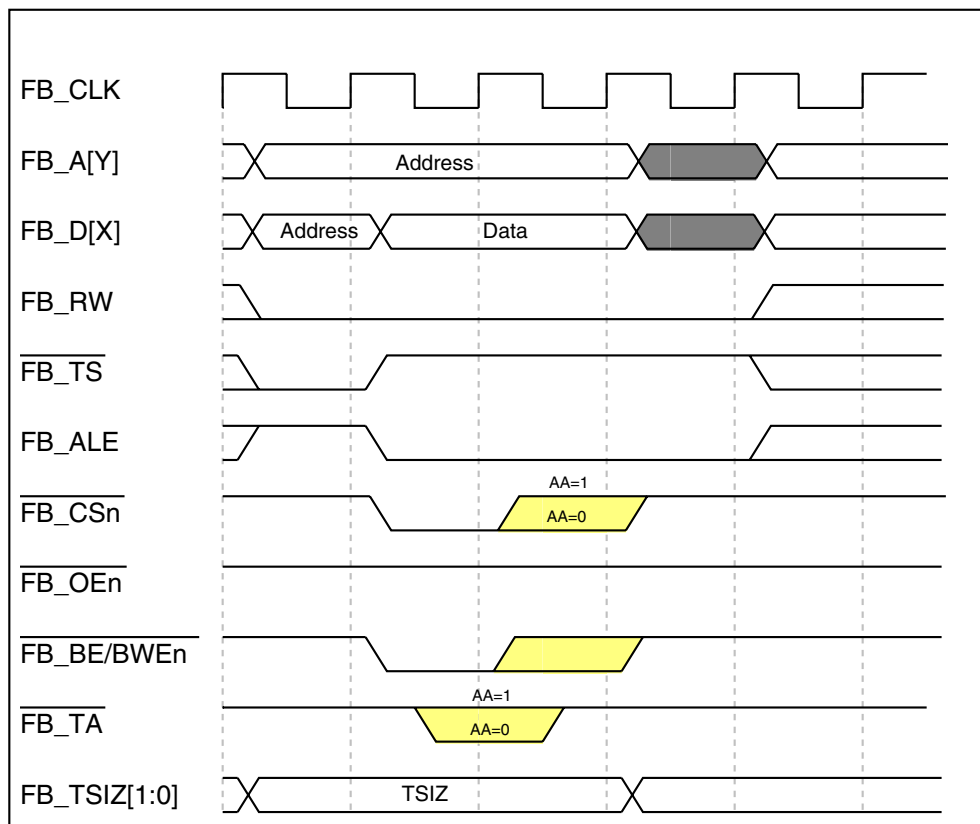 FB_CLK
FB_A[Y]
Address
FB_D[X]
Address
Data
FB_RW
FB_TS
FB_ALE
AA=1
FB_CSn
AA=0
FB_OEn
FB_BE/BWEn
AA=1
FB_TA
AA=0
FB_TSIZ[1:0]
TSIZ